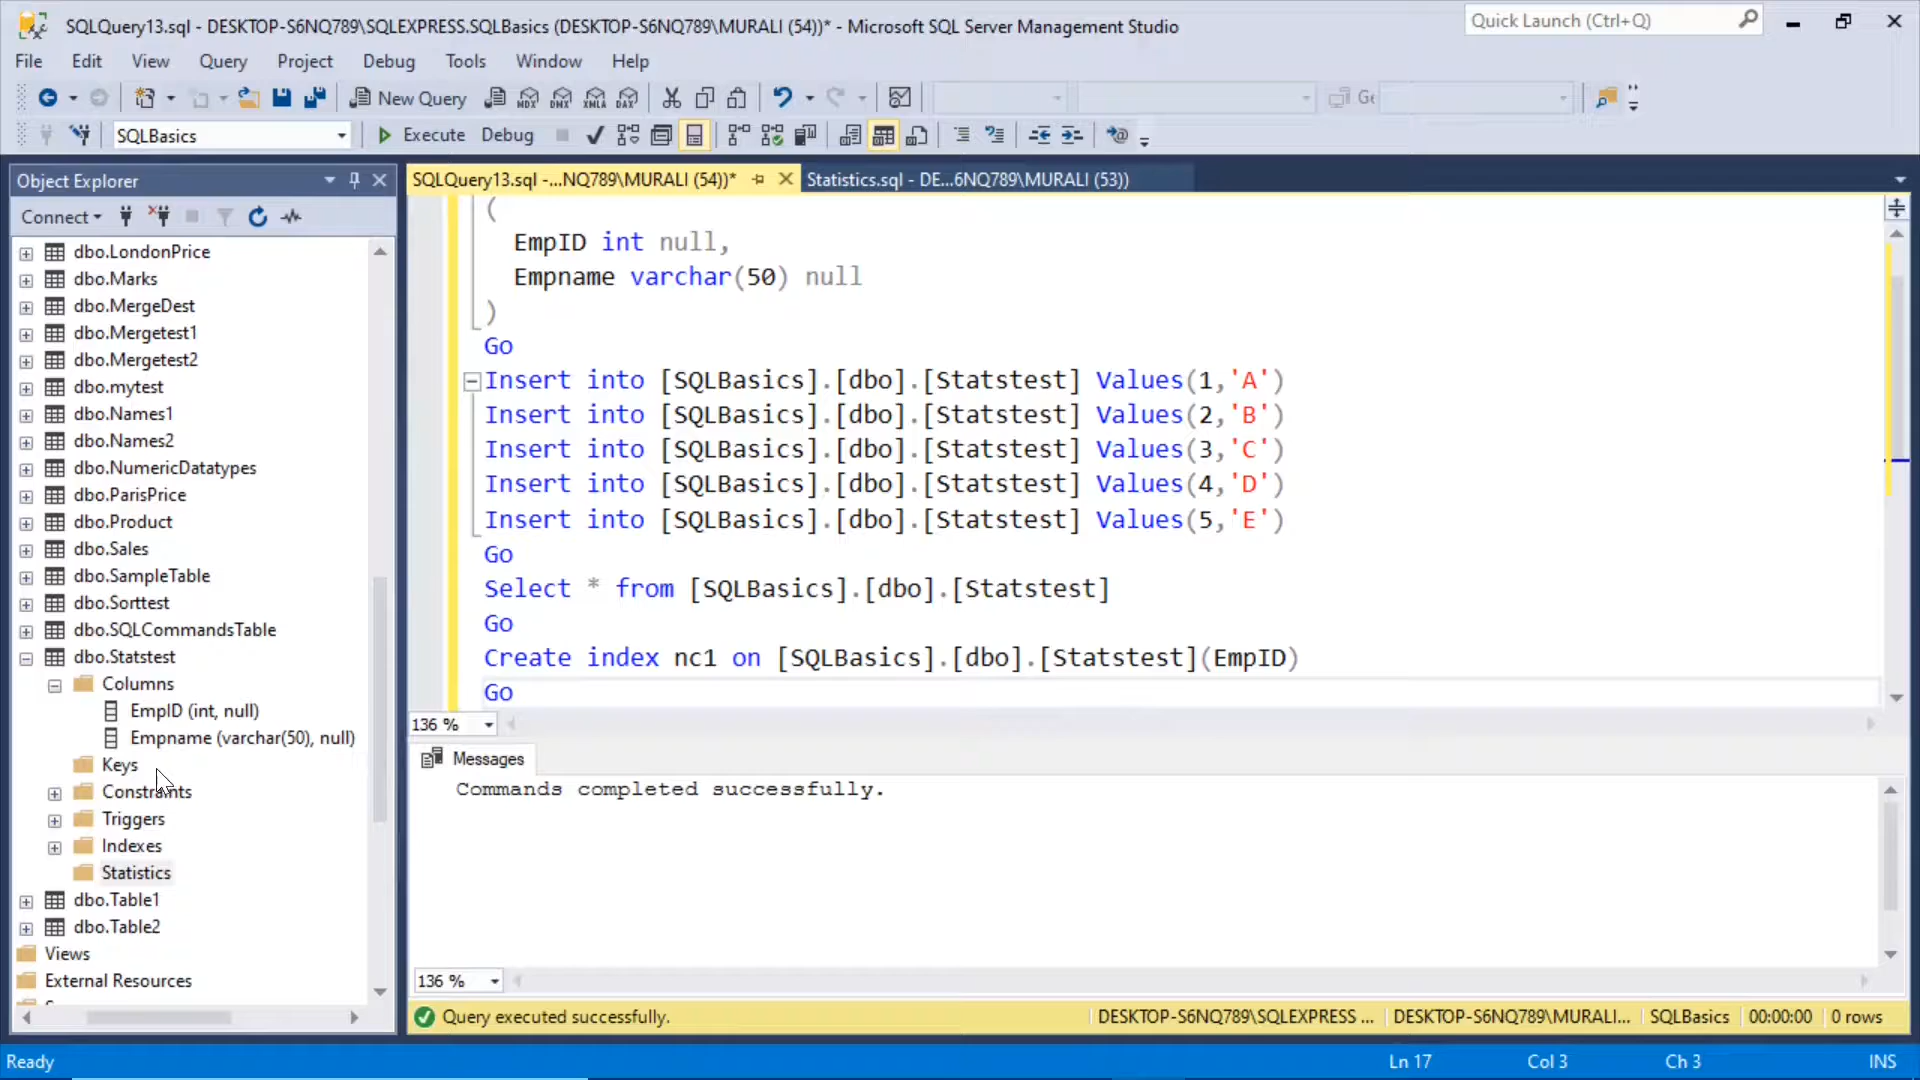 SQLQuery13.sql - DESKTOP-S6NQ789\SQLEXPRESS.SQLBasics (DESKTOP-S6NQ789\MURALI (54))* - Microsoft SQL Server Management Studio
Quick Launch (Ctrl+Q)
File Edit View Query Project Debug Tools Window Help
New Query
MDX DMX XMLA DAX
SQLBasics Execute Debug
Object Explorer
SQLQuery13.sql -...NQ789\MURALI (54))* Statistics.sql - DE...6NQ789\MURALI (53))
Connect
dbo.LondonPrice
dbo.Marks
dbo.MergeDest
dbo.Mergetest1
dbo.Mergetest2
dbo.mytest
dbo.Names1
dbo.Names2
dbo.NumericDatatypes
dbo.ParisPrice
dbo.Product
dbo.Sales
dbo.SampleTable
dbo.Sorttest
dbo.SQLCommandsTable
dbo.Statstest
Columns
EmpID (int, null)
Empname (varchar(50), null)
Keys
Constraints
Triggers
Indexes
Statistics
dbo.Table1
dbo.Table2
Views
External Resources
(
EmpID int null,
Empname varchar(50) null
)
Go
Insert into [SQLBasics].[dbo].[Statstest] Values(1,'A')
Insert into [SQLBasics].[dbo].[Statstest] Values(2,'B')
Insert into [SQLBasics].[dbo].[Statstest] Values(3,'C')
Insert into [SQLBasics].[dbo].[Statstest] Values(4,'D')
Insert into [SQLBasics].[dbo].[Statstest] Values(5,'E')
Go
Select * from [SQLBasics].[dbo].[Statstest]
Go
Create index nc1 on [SQLBasics].[dbo].[Statstest](EmpID)
Go
136 %
Messages
Commands completed successfully.
136 %
Query executed successfully. DESKTOP-S6NQ789\SQLEXPRESS ... DESKTOP-S6NQ789\MURALI... SQLBasics 00:00:00 0 rows
Ready Ln 17 Col 3 Ch 3 INS